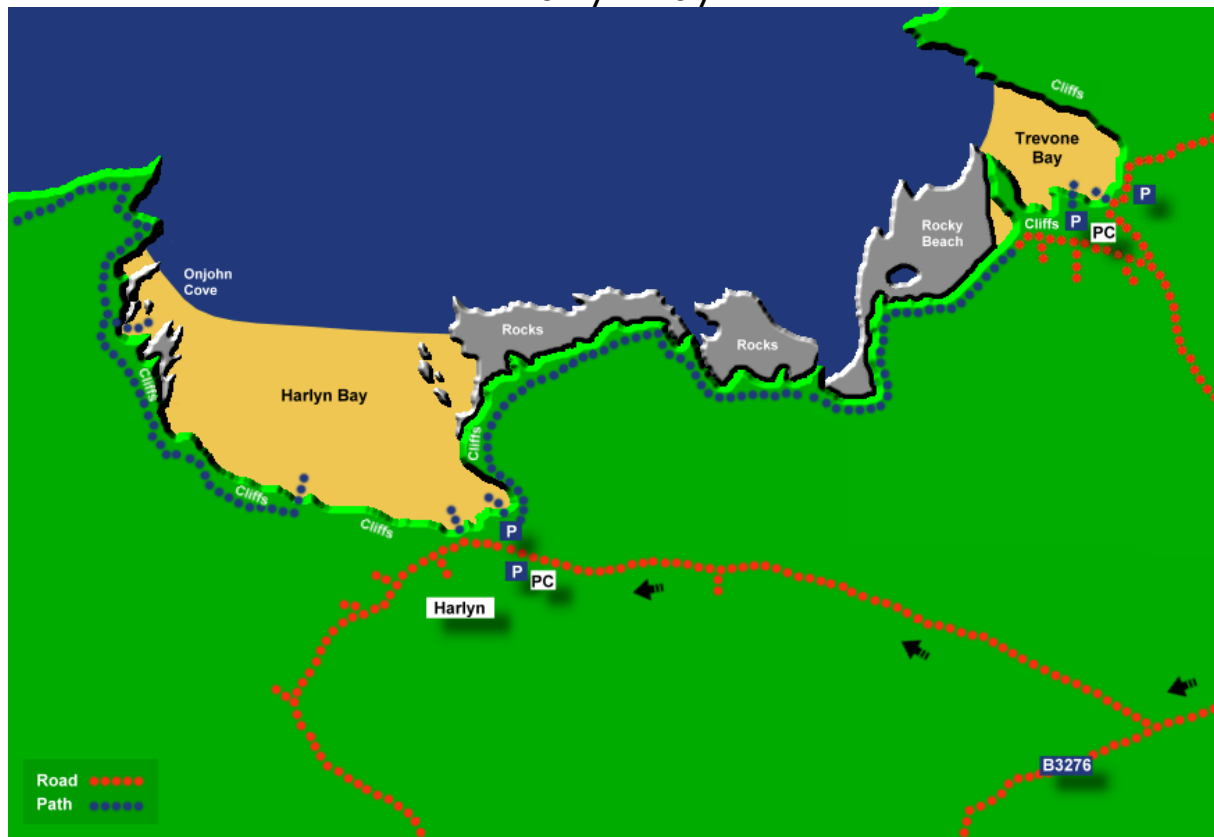 Cliffs
Trevone
Bay
P
P
Cliffs
PC
Rocky
Beach
Onjohn
Cove
Rocks
Rocks
Harlyn Bay
Cliffs
Cliffs
Cliffs
Cliffs
P
P
PC
Harlyn
B3276
Road
Path